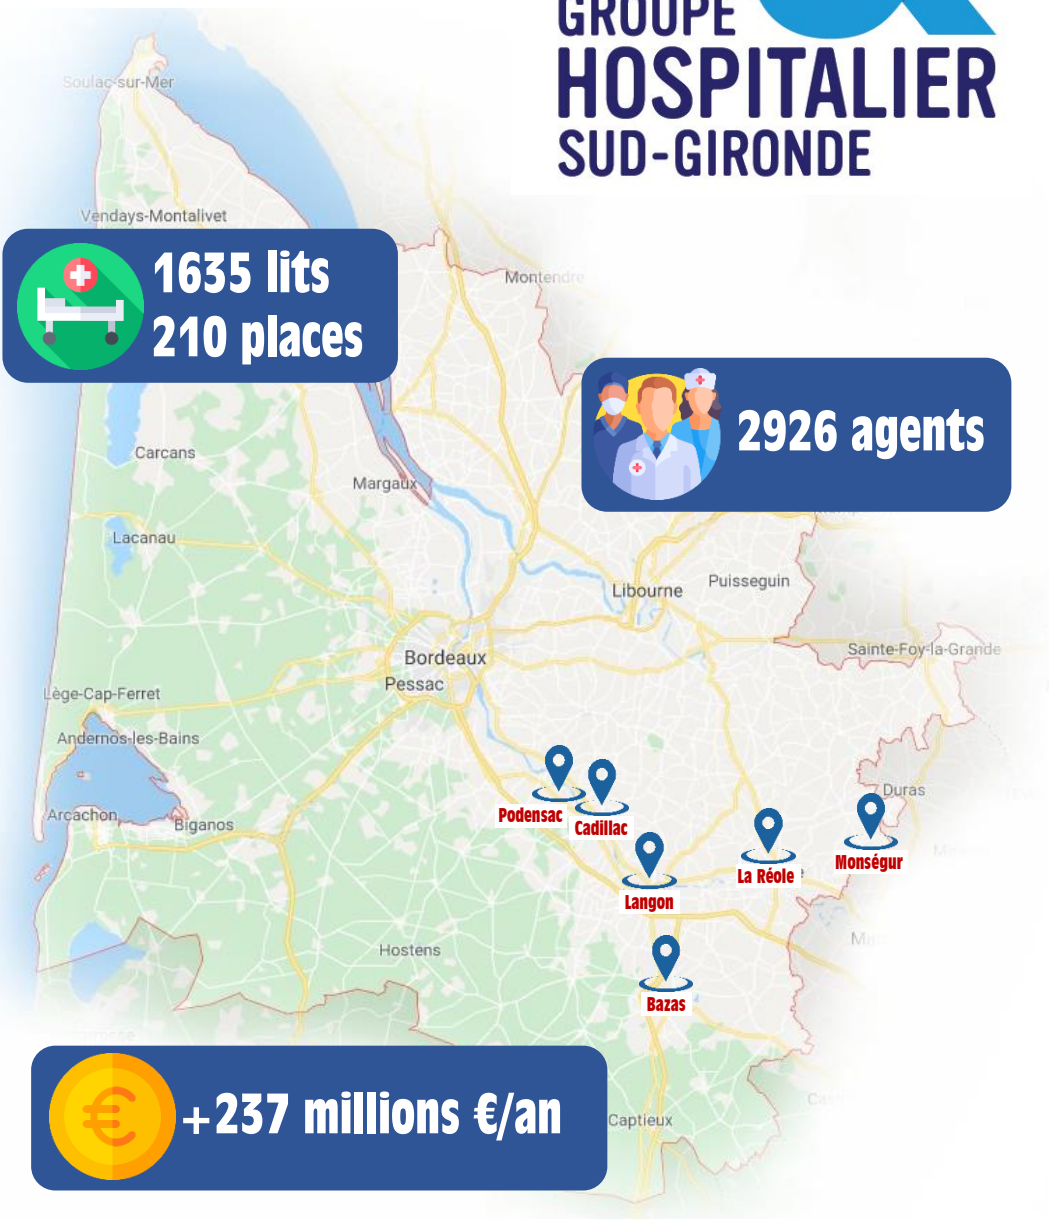 GROUPE
HOSPITALIER
SUD-GIRONDE
Soulac-sur-Mer
Vendays-Montalivet
1635 lits
210 places
Montendre
2926 agents
Carcans
Margaux
Lacanau
Libourne
Puisseguin
Bordeaux
Sainte-Foy-la-Grande
Pessac
Lège-Cap-Ferret
Andernos-les-Bains
Duras
Podensac
Cadillac
Arcachon
Biganos
Monségur
La Réole
Langon
Hostens
Bazas
+237 millions €/an
Captieux